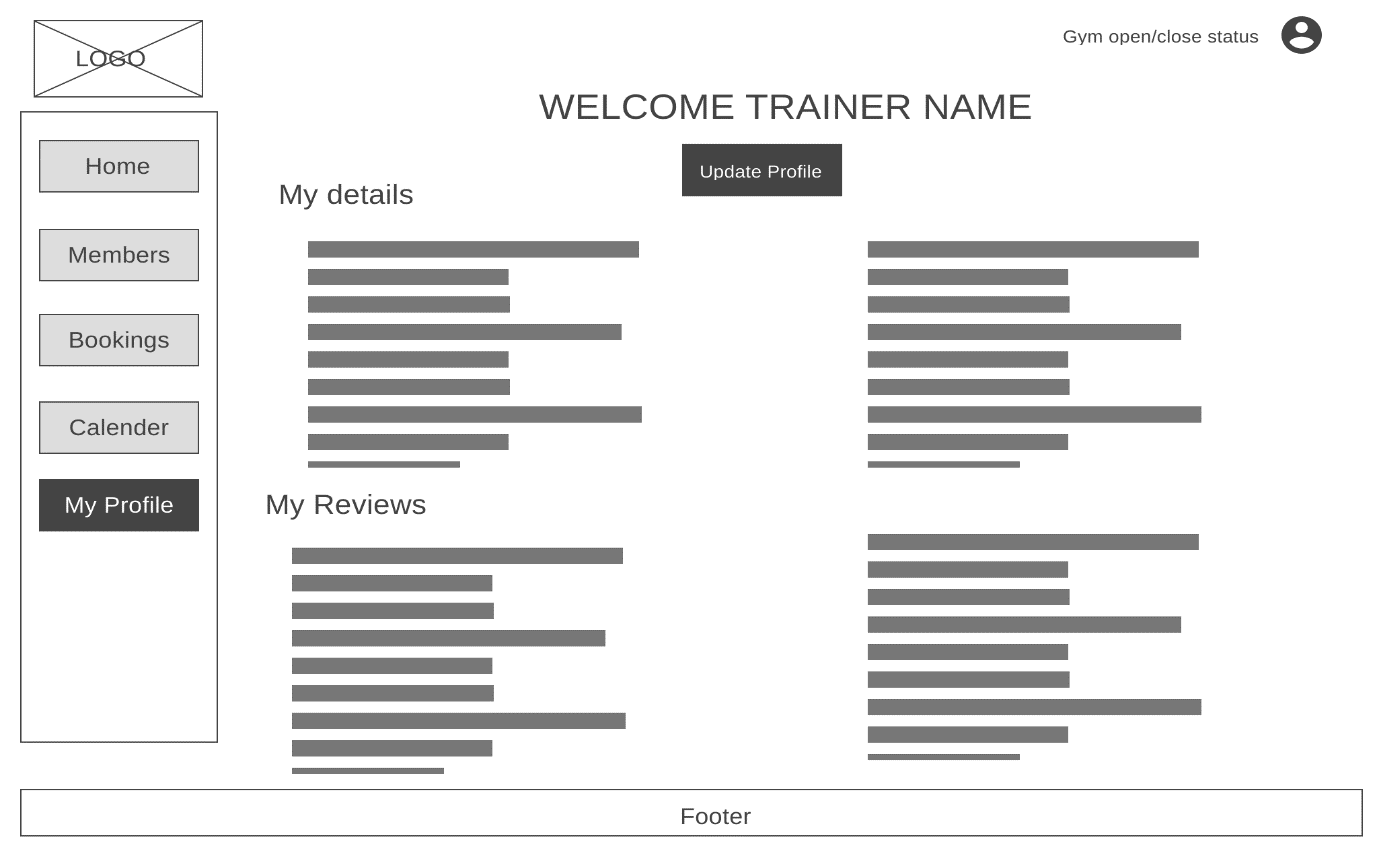 LOGO
Gym open/close status
WELCOME TRAINER NAME
Update Profile
Home
Members
Bookings
Calender
My Profile
My details
My Reviews
Footer